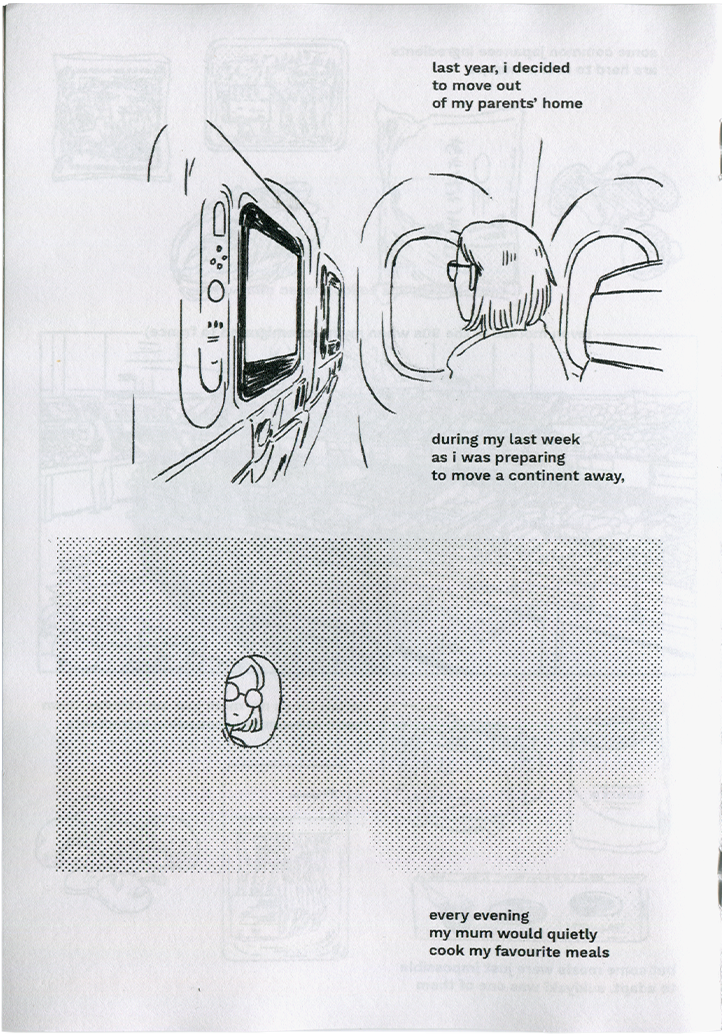 last year, i decided
to move out
of my parents' home
during my last week
as i was preparing
to move a continent away,
every evening
my mum would quietly
cook my favourite meals